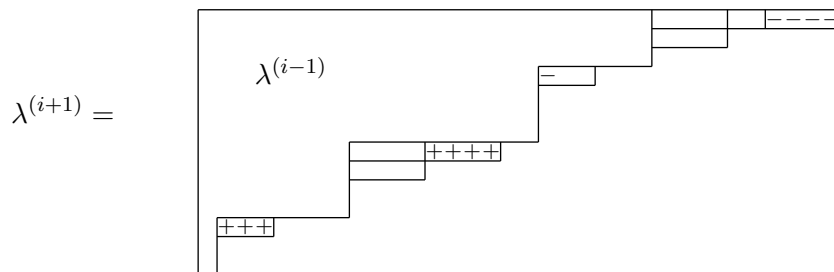 − − − −
λ^{(i−1)}
−
λ^{(i+1)} =
+ + + +
+ + +